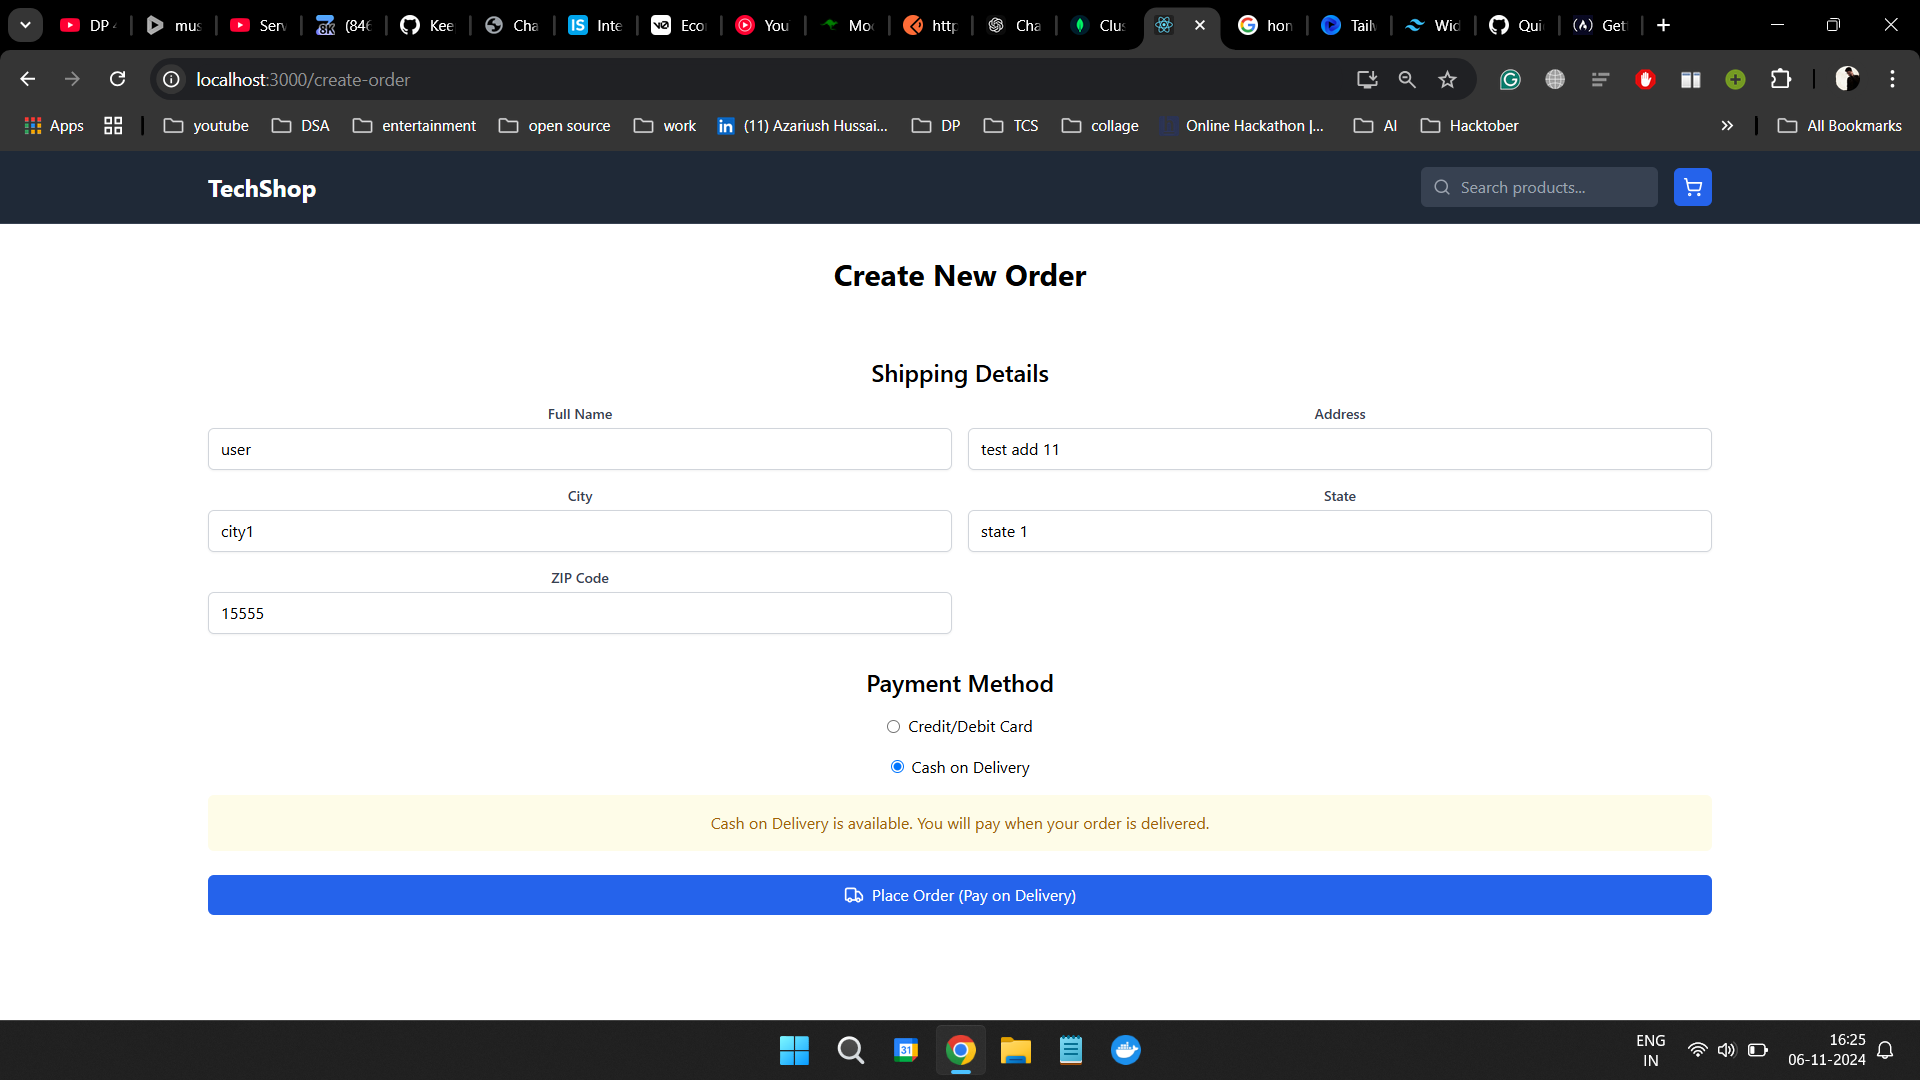 DP mus Serv (846 Kee Cha Inte Eco You Mo http Cha Clus hon Tail Wid Qui Get
localhost:3000/create-order
Apps youtube DSA entertainment open source work (11) Azariush Hussai... DP TCS collage Online Hackathon |... AI Hacktober All Bookmarks
TechShop
Search products...
Create New Order
Shipping Details
Full Name Address
user test add 11
City State
city1 state 1
ZIP Code
15555
Payment Method
Credit/Debit Card
Cash on Delivery
Cash on Delivery is available. You will pay when your order is delivered.
Place Order (Pay on Delivery)
31
ENG 16:25
IN 06-11-2024